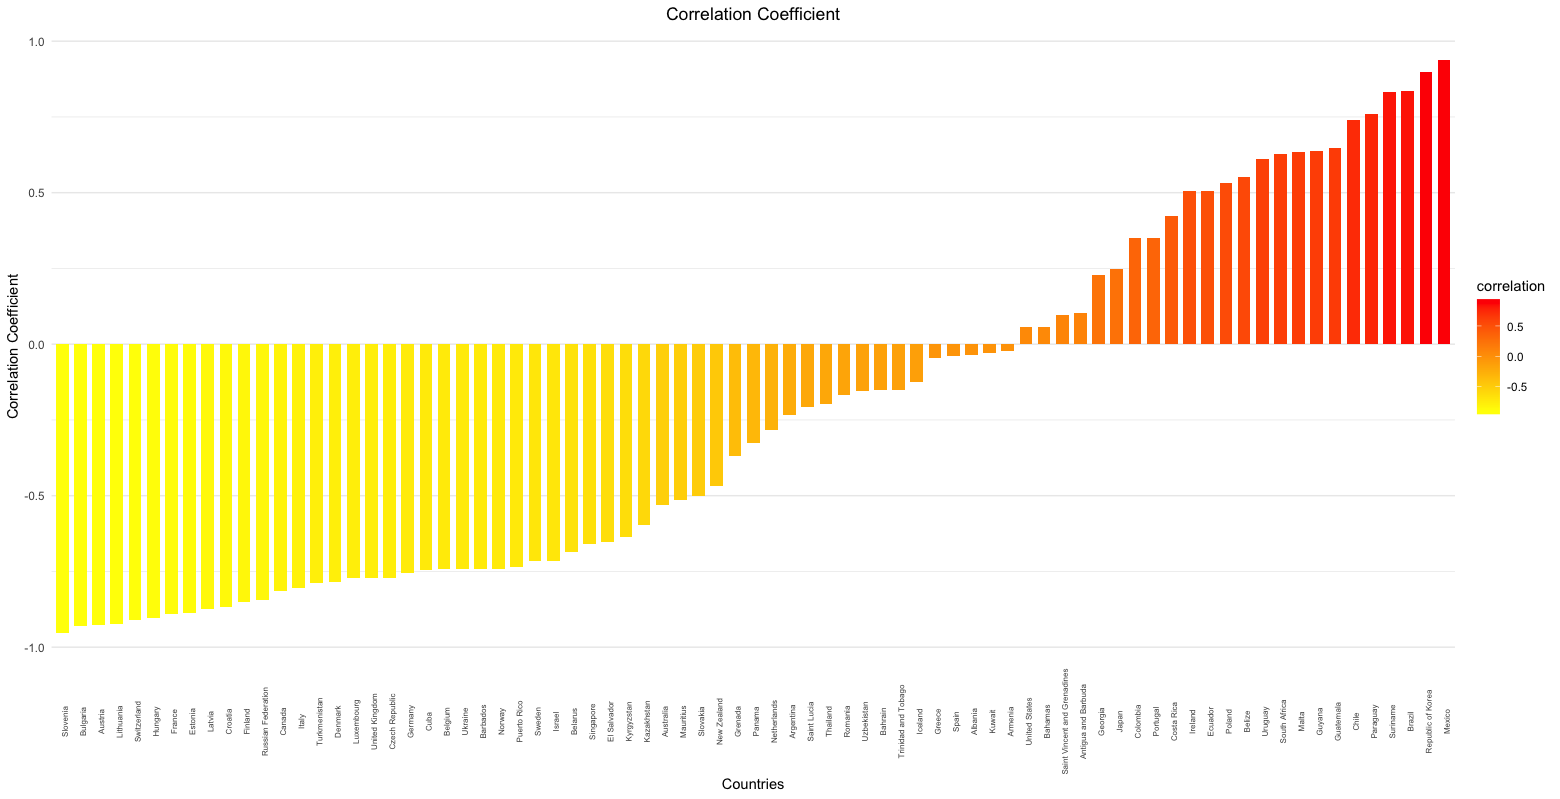 Correlation Coefficient
Correlation Coefficient
1.0
0.5
0.0
-0.5
-1.0
Slovenia
Bulgaria
Austria
Lithuania
Switzerland
Hungary
France
Estonia
Latvia
Croatia
Finland
Russian Federation
Canada
Italy
Turkmenistan
Denmark
Luxembourg
United Kingdom
Czech Republic
Germany
Cuba
Belgium
Ukraine
Barbados
Norway
Puerto Rico
Sweden
Israel
Belarus
Singapore
El Salvador
Kyrgyzstan
Kazakhstan
Australia
Mauritius
Slovakia
New Zealand
Grenada
Panama
Netherlands
Argentina
Saint Lucia
Thailand
Romania
Uzbekistan
Bahrain
Trinidad and Tobago
Iceland
Greece
Spain
Albania
Kuwait
Armenia
United States
Bahamas
Saint Vincent and Grenadines
Antigua and Barbuda
Georgia
Japan
Colombia
Portugal
Costa Rica
Ireland
Ecuador
Poland
Belize
Uruguay
South Africa
Malta
Guyana
Guatemala
Chile
Paraguay
Suriname
Brazil
Republic of Korea
Mexico
Countries
correlation
0.5
0.0
-0.5